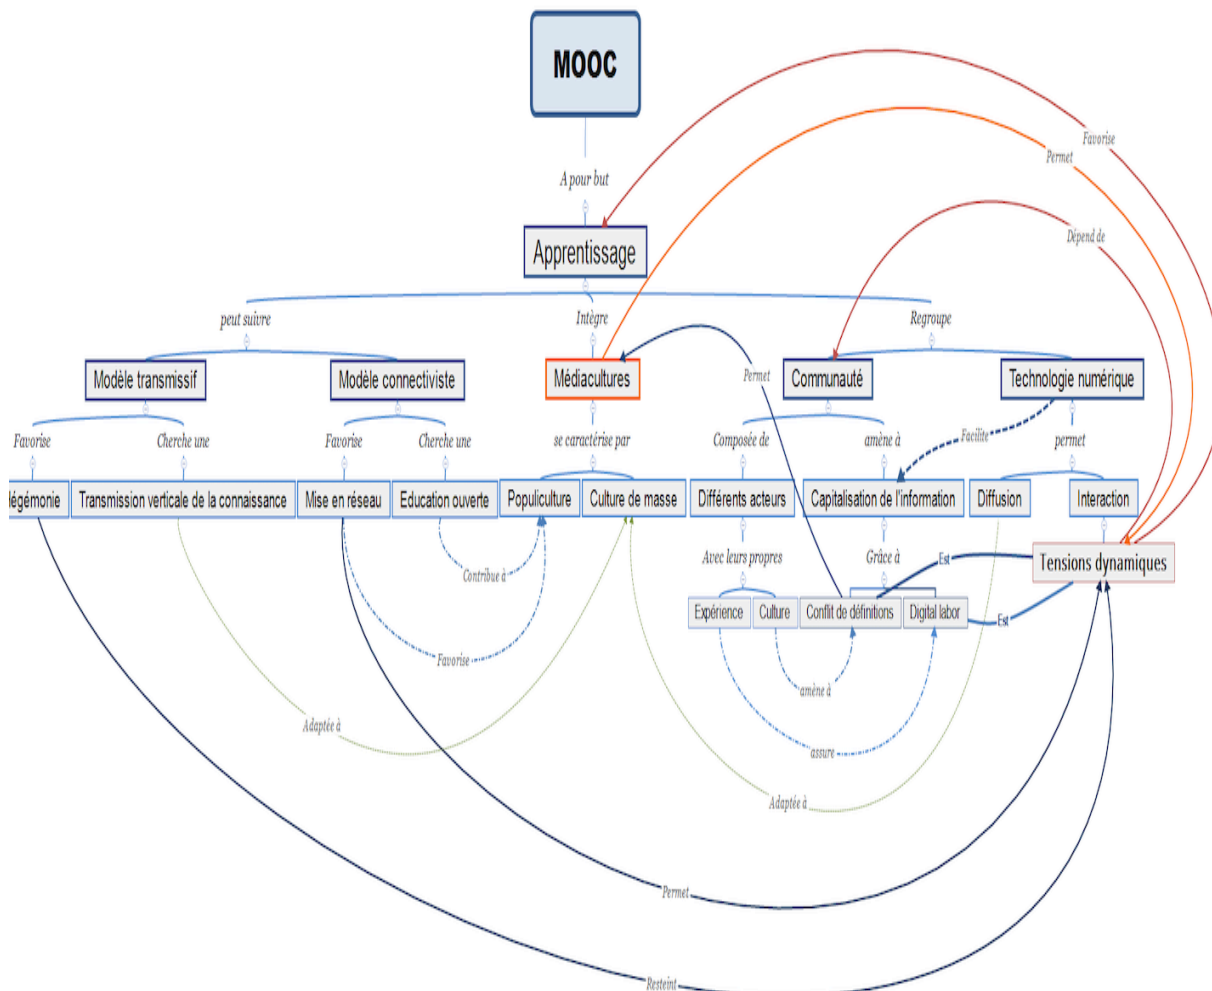 MOOC
Favorise
Permet
A pour but
Dépend de
Apprentissage
peut suivre
Intègre
Regroupe
Modèle transmissif
Modèle connectiviste
Médiacultures
Permet
Communauté
Technologie numérique
Favorise
Cherche une
Favorise
Cherche une
se caractérise par
Composée de
amène à
Facilite
permet
Hégémonie
Transmission verticale de la connaissance
Mise en réseau
Education ouverte
Populiculture
Culture de masse
Différents acteurs
Capitalisation de l'information
Diffusion
Interaction
Contribue à
Avec leurs propres
Grâce à
Est
Tensions dynamiques
Expérience
Culture
Conflit de définitions
Digital labor
Est
Favorise
amène à
Adaptée à
assure
Adaptée à
Permet
Resteint